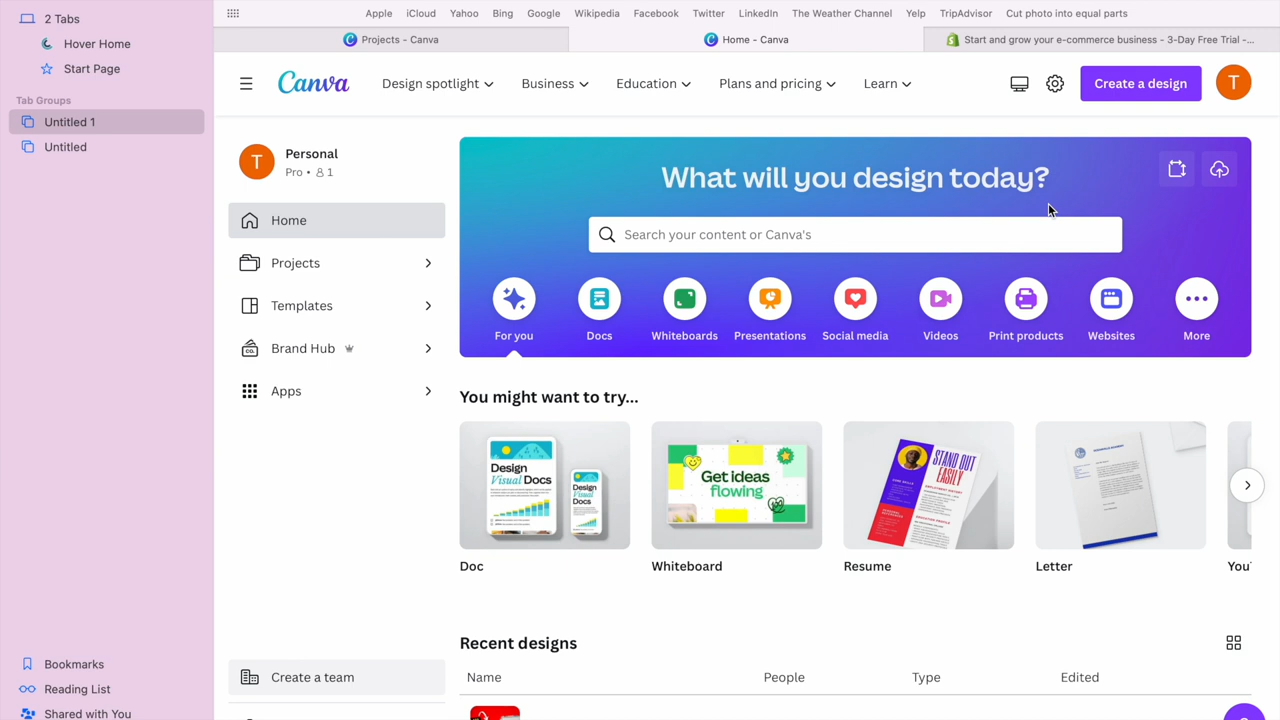 2 Tabs
Hover Home
Start Page
Tab Groups
Untitled 1
Untitled
Bookmarks
Reading List
Shared with You
Apple iCloud Yahoo Bing Google Wikipedia Facebook Twitter LinkedIn The Weather Channel Yelp TripAdvisor Cut photo into equal parts
Projects - Canva
Home - Canva
Start and grow your e-commerce business - 3-Day Free Trial -...
Canva
Design spotlight
Business
Education
Plans and pricing
Learn
Create a design
T
T
Personal
Pro • 1
Home
Projects
Templates
Brand Hub
Apps
Create a team
What will you design today?
Search your content or Canva's
For you
Docs
Whiteboards
Presentations
Social media
Videos
Print products
Websites
More
You might want to try...
Design
Visual Docs
Design
Visual
Docs
Get ideas
flowing
STAND OUT
EASILY
Doc
Whiteboard
Resume
Letter
You
Recent designs
Name People Type Edited